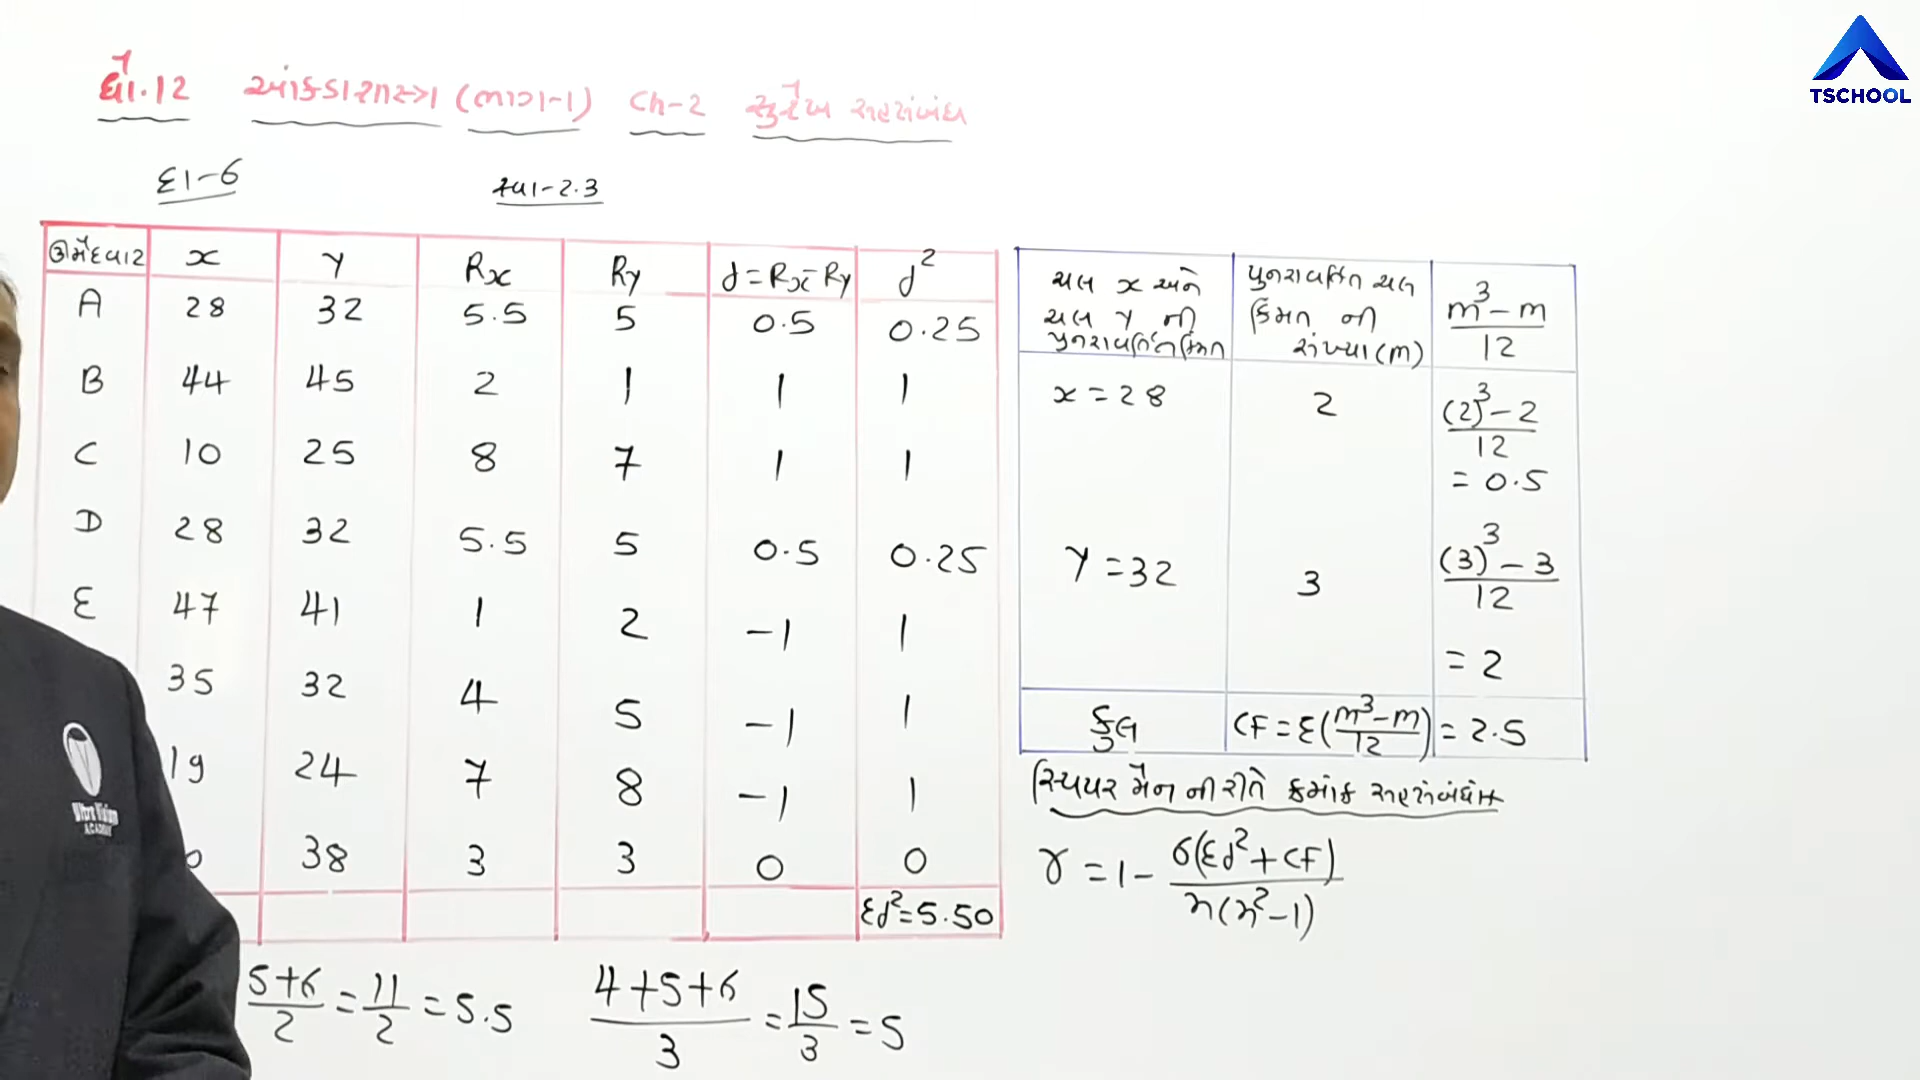 TSCHOOL
ધો.12 આંકડાશાસ્ત્ર (ભાગ-1) Ch-2 સુરેખ સહસંબંધ
દા-6 સ્વા-2.3
ઉમેદવાર x Y Rx Ry d = Rx - Ry d²
A 28 32 5.5 5 0.5 0.25
B 44 45 2 1 1 1
C 10 25 8 7 1 1
D 28 32 5.5 5 0.5 0.25
E 47 41 1 2 -1 1
35 32 4 5 -1 1
19 24 7 8 -1 1
0 38 3 3 0 0
Σd²=5.50
5+6/2 = 11/2 = 5.5
4+5+6/3 = 15/3 = 5
ચલ x અને ચલ Y ની પુનરાવર્તિત કિંમત
પુનરાવર્તિત ચલ કિંમત ની સંખ્યા (m)
m³ - m / 12
x = 28 2 (2)³ - 2 / 12
= 0.5
Y = 32 3 (3)³ - 3 / 12
= 2
કુલ CF = Σ(m³-m/12) = 2.5
સ્પિયરમેન ની રીતે ક્રમાંક સહસંબંધાંક
r = 1 - 6(Σd² + CF) / n(n² - 1)
Ultra Vision
ACADEMY